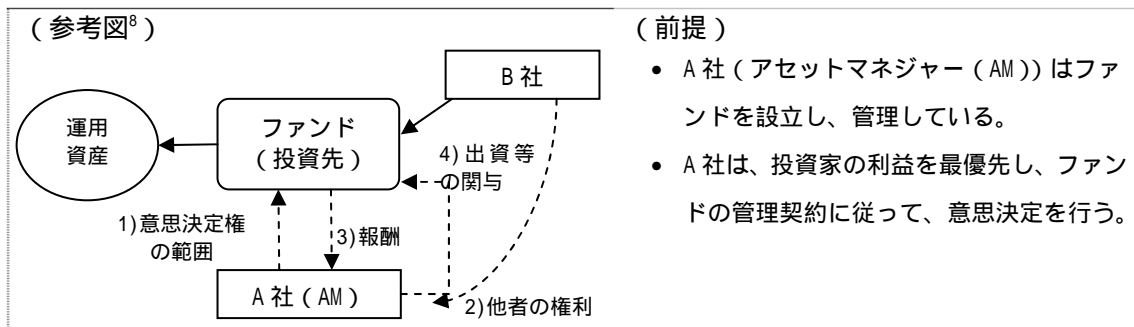 (参考図8)
B 社
運用
資産
ファンド
(投資先)
4) 出資等
の関与
1)意思決定権
の範囲
3)報酬
A 社(AM)
2)他者の権利
(前提)
• A 社(アセットマネジャー(AM))はファ
ンドを設立し、管理している。
• A 社は、投資家の利益を最優先し、ファン
ドの管理契約に従って、意思決定を行う。